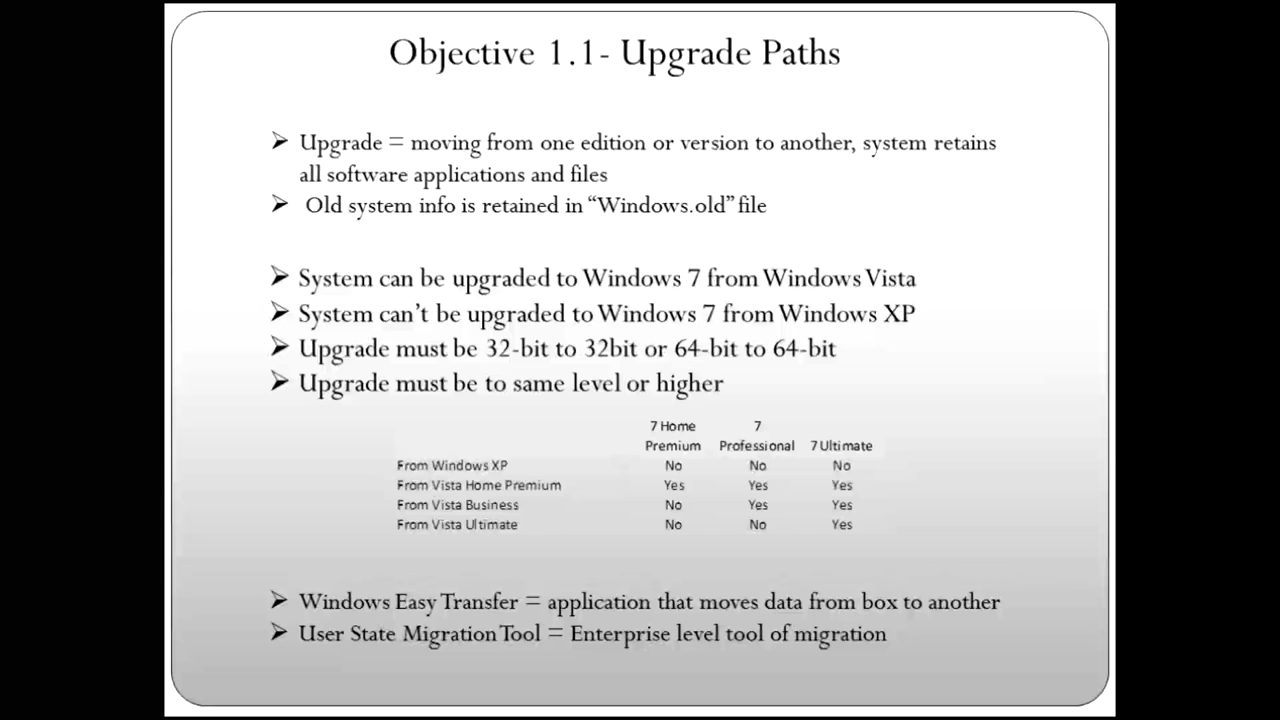 Objective 1.1- Upgrade Paths
➢ Upgrade = moving from one edition or version to another, system retains
all software applications and files
➢ Old system info is retained in “Windows.old” file
➢ System can be upgraded to Windows 7 from Windows Vista
➢ System can’t be upgraded to Windows 7 from Windows XP
➢ Upgrade must be 32-bit to 32bit or 64-bit to 64-bit
➢ Upgrade must be to same level or higher
7 Home 7
Premium Professional 7 Ultimate
From Windows XP No No No
From Vista Home Premium Yes Yes Yes
From Vista Business No Yes Yes
From Vista Ultimate No No Yes
➢ Windows Easy Transfer = application that moves data from box to another
➢ User State Migration Tool = Enterprise level tool of migration